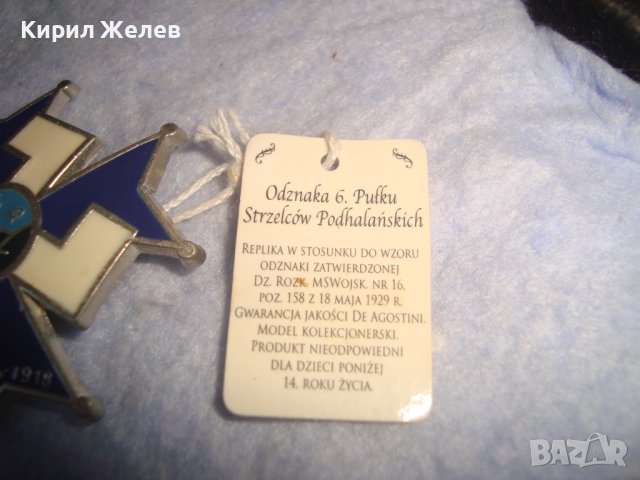 Кирил Желев
Odznaka 6. Pułku
Strzelców Podhalańskich
Replika w stosunku do wzoru
odznaki zatwierdzonej
Dz. Rozk. MSWojsk. nr 16,
poz. 158 z 18 maja 1929 r.
Gwarancja jakości De Agostini.
Model kolekcjonerski.
Produkt nieodpowiedni
dla dzieci poniżej
14. roku życia.
1918
BAZAR